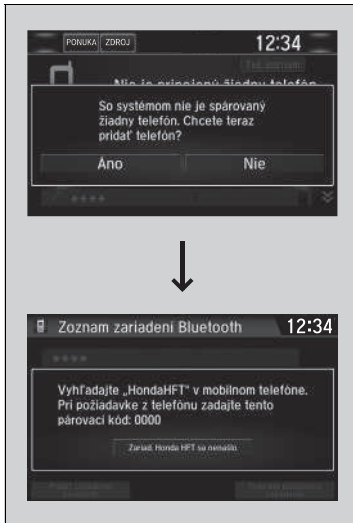 PONUKA ZDROJ 12:34
Nie je pripojený žiadny telefón
So systémom nie je spárovaný
žiadny telefón. Chcete teraz
pridať telefón?
Áno Nie
Zoznam zariadení Bluetooth 12:34
Vyhľadajte „HondaHFT“ v mobilnom telefóne.
Pri požiadavke z telefónu zadajte tento
párovací kód: 0000
Zariad. Honda HFT sa nenašlo